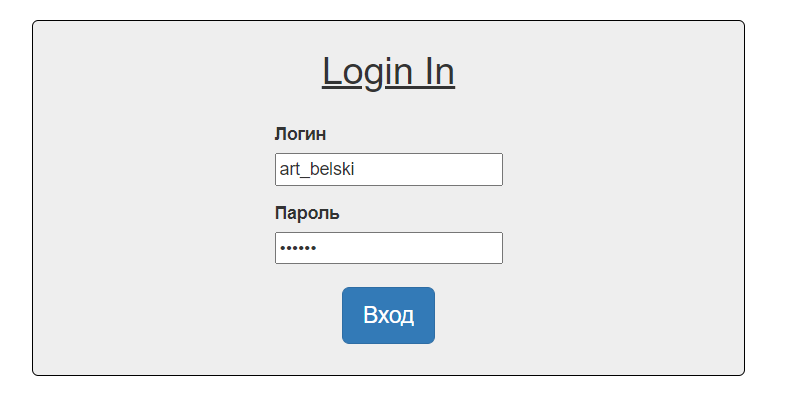 Login In
Логин
art_belski
Пароль
••••••
Вход